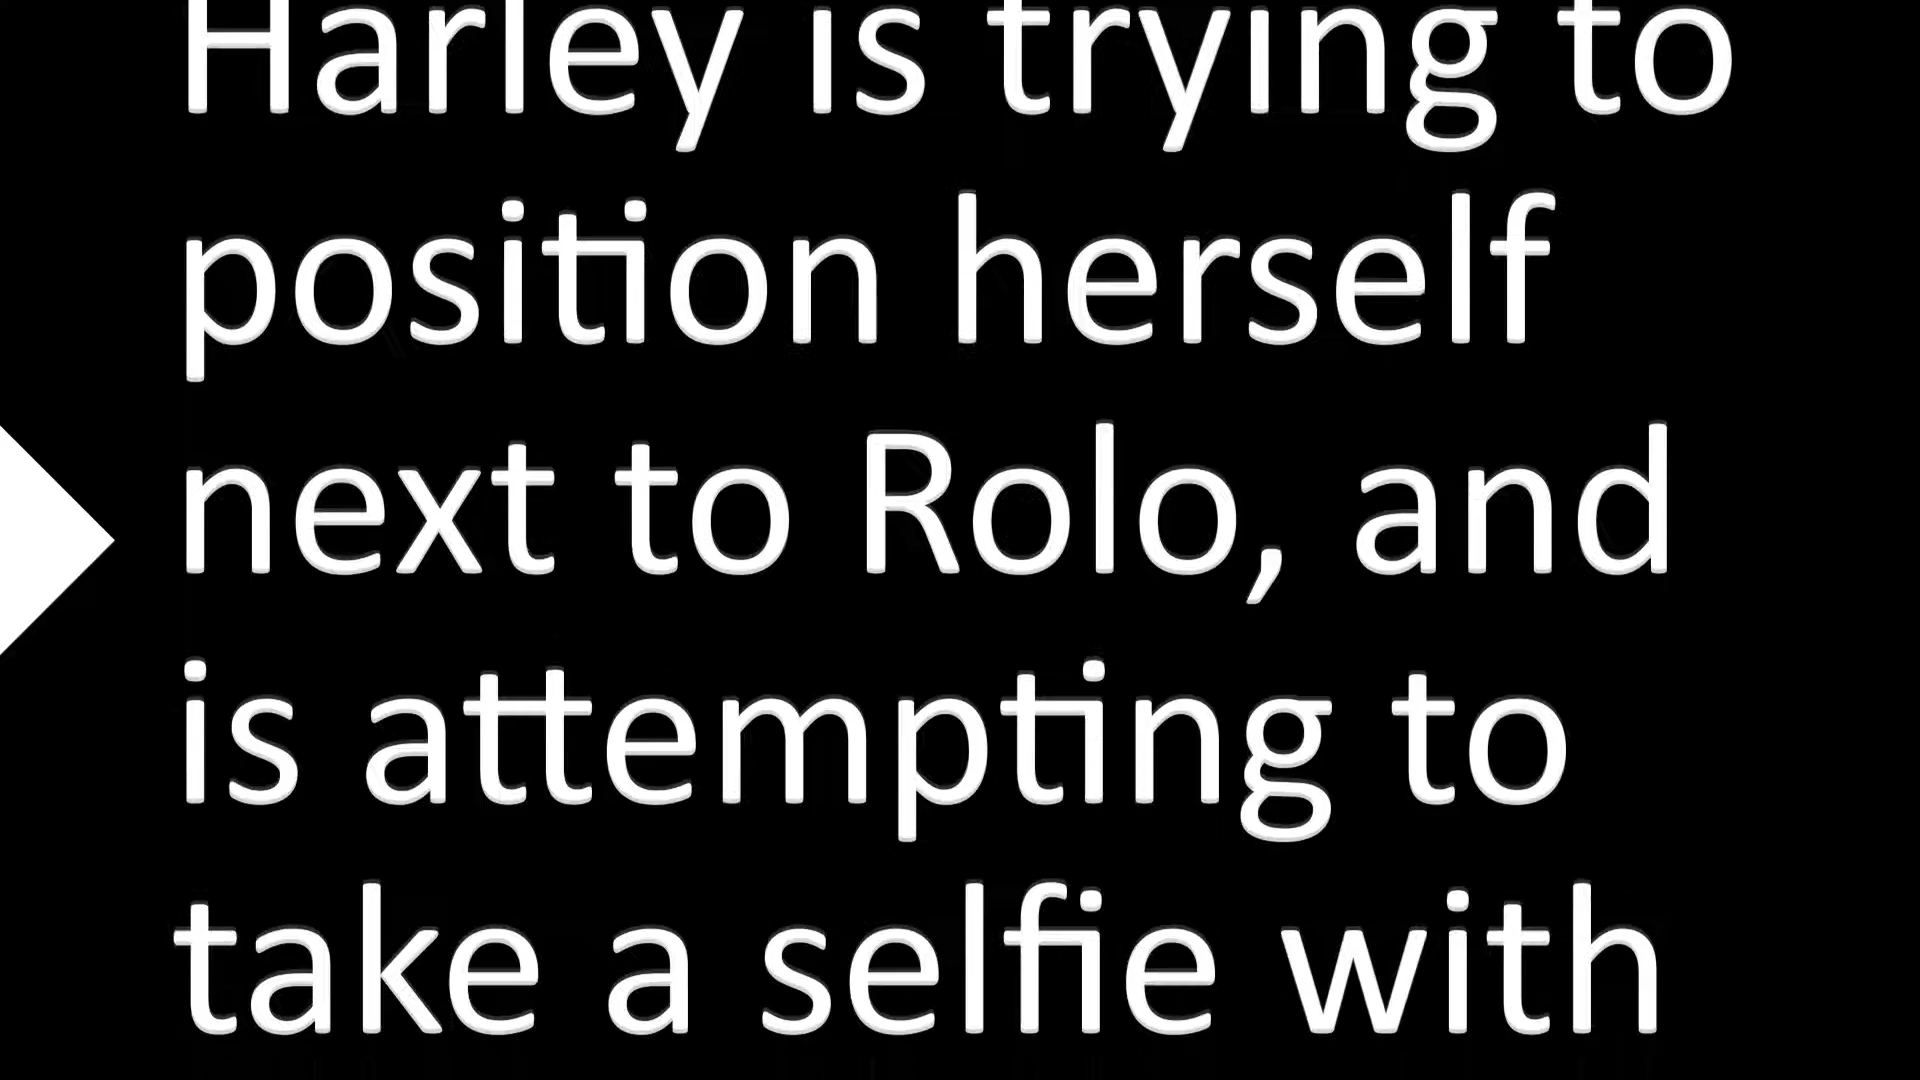 Harley is trying to
position herself
next to Rolo, and
is attempting to
take a selfie with